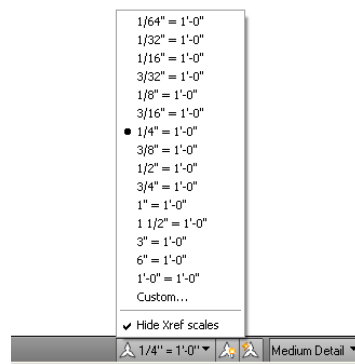 1/64" = 1'-0"
1/32" = 1'-0"
1/16" = 1'-0"
3/32" = 1'-0"
1/8" = 1'-0"
3/16" = 1'-0"
1/4" = 1'-0"
3/8" = 1'-0"
1/2" = 1'-0"
3/4" = 1'-0"
1" = 1'-0"
1 1/2" = 1'-0"
3" = 1'-0"
6" = 1'-0"
1'-0" = 1'-0"
Custom...
Hide Xref scales
1/4" = 1'-0" Medium Detail